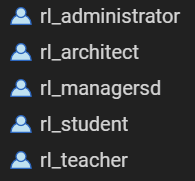 rl_administrator
rl_architect
rl_managersd
rl_student
rl_teacher